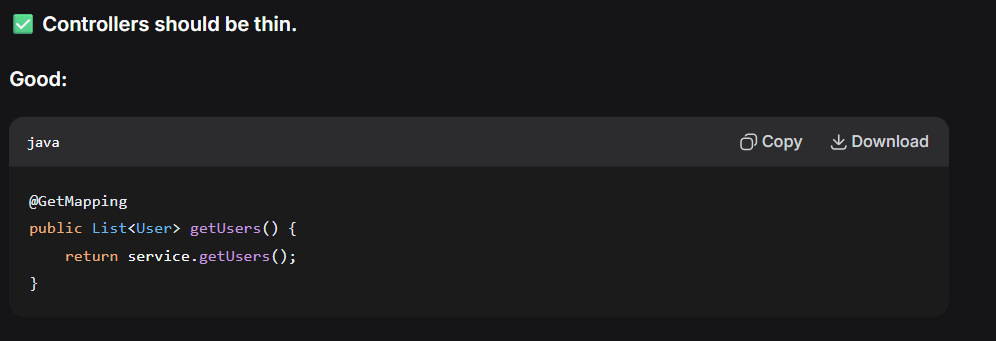 ✅ Controllers should be thin.
Good:
java
Copy
Download
@GetMapping
public List<User> getUsers() {
    return service.getUsers();
}